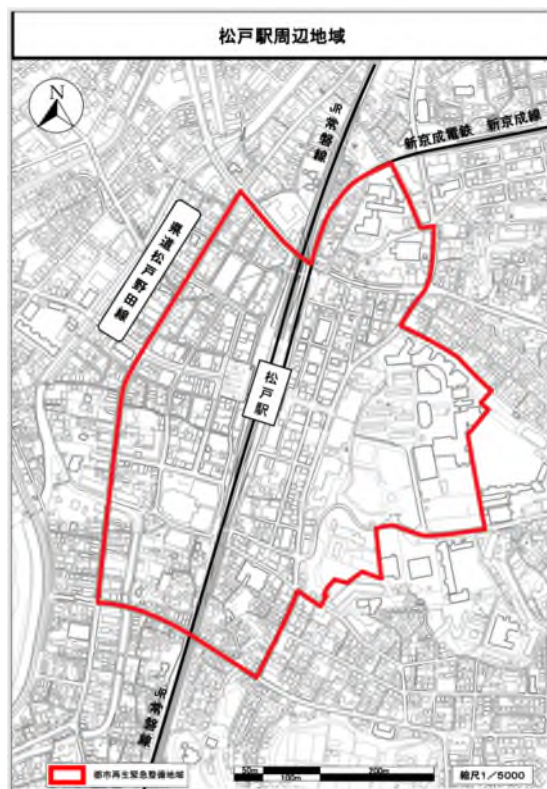 松戸駅周辺地域
N
JR常磐線
新京成電鉄 新京成線
県道松戸野田線
松戸駅
JR常磐線
都市再生緊急整備地域
50m
100m
200m
縮尺1/5000